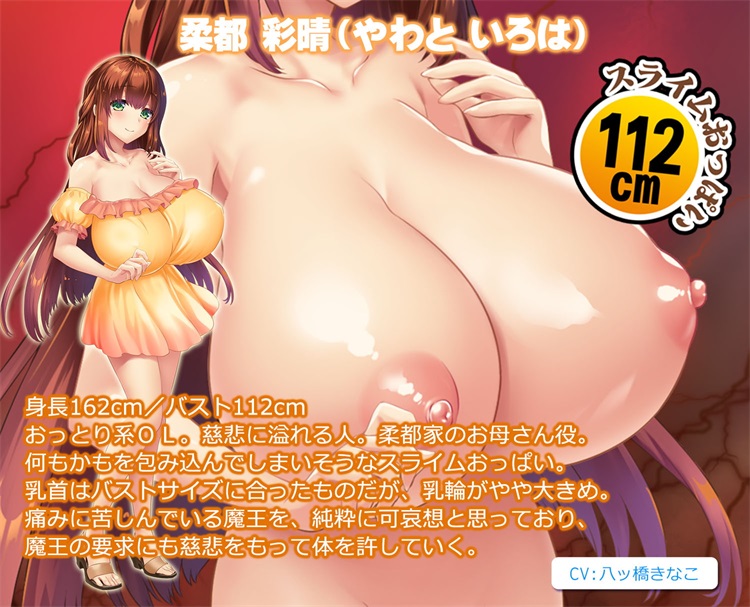 柔都 彩晴(やわと いろは)
スライムおっぱい
112
cm
身長162cm/バスト112cm
おっとり系OL。慈悲に溢れる人。柔都家のお母さん役。
何もかもを包み込んでしまいそうなスライムおっぱい。
乳首はバストサイズに合ったものだが、乳輪がやや大きめ。
痛みに苦しんでいる魔王を、純粋に可哀想と思っており、
魔王の要求にも慈悲をもって体を許していく。
CV:八ッ橋きなこ